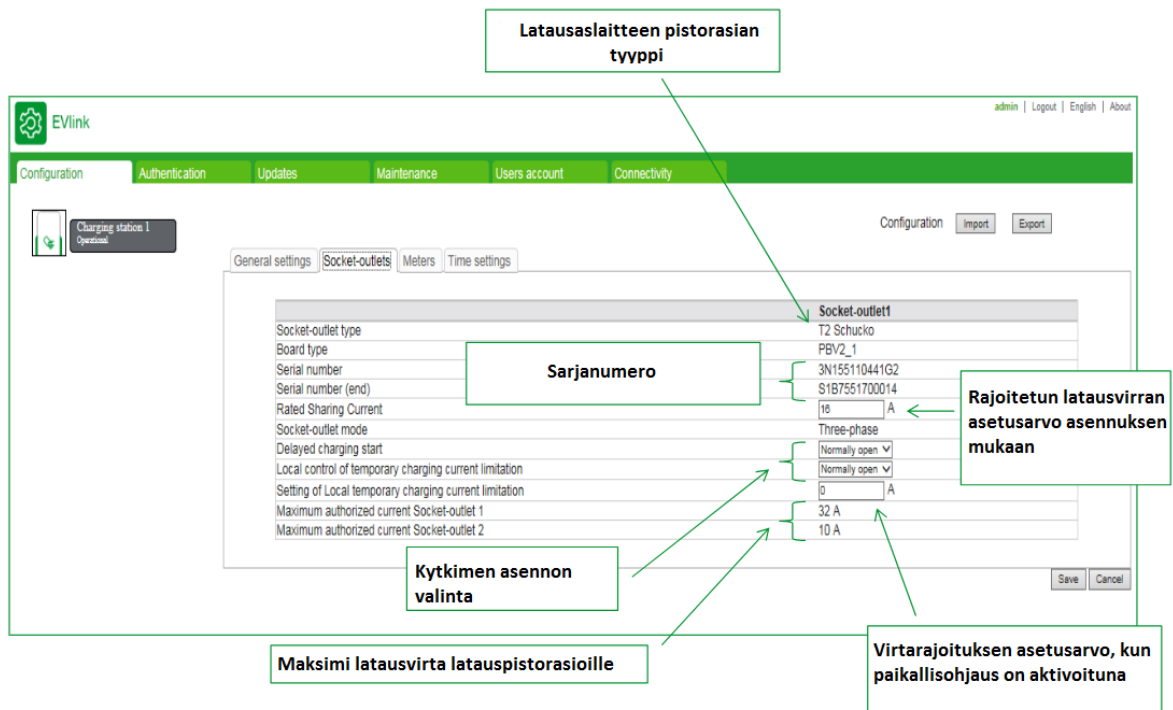 Latausaslaitteen pistorasian
tyyppi
EVlink
admin | Logout | English | About
Configuration Authentication Updates Maintenance Users account Connectivity
Charging station 1
Operational
Configuration Import Export
General settings Socket-outlets Meters Time settings
Socket-outlet1
Socket-outlet type T2 Schucko
Board type PBV2_1
Serial number 3N155110441G2
Serial number (end) S1B7551700014
Sarjanumero
Rated Sharing Current 16 A
Socket-outlet mode Three-phase
Delayed charging start Normally open
Local control of temporary charging current limitation Normally open
Setting of Local temporary charging current limitation 0 A
Maximum authorized current Socket-outlet 1 32 A
Maximum authorized current Socket-outlet 2 10 A
Rajoitetun latausvirran
asetusarvo asennuksen
mukaan
Save Cancel
Kytkimen asennon
valinta
Maksimi latausvirta latauspistorasioille
Virtarajoituksen asetusarvo, kun
paikallisohjaus on aktivoituna